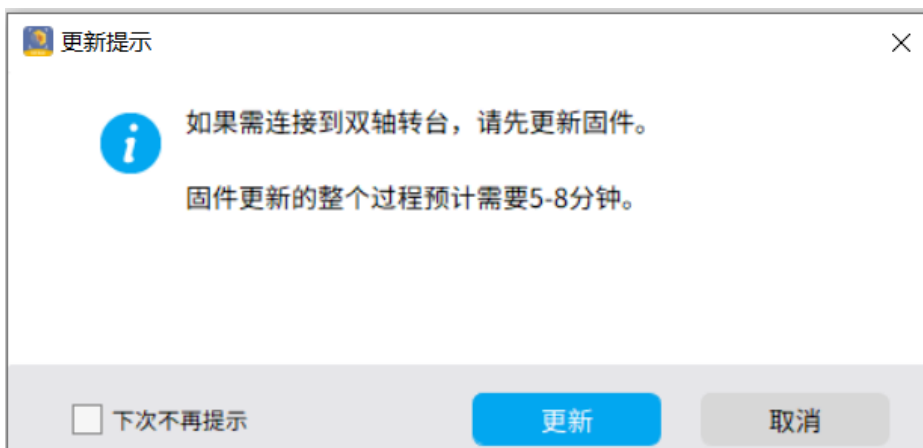 更新提示
如果需连接到双轴转台，请先更新固件。
固件更新的整个过程预计需要5-8分钟。
下次不再提示
更新
取消